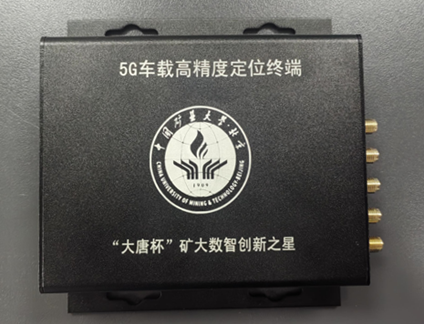 5G车载高精度定位终端
中国矿业大学·北京
CHINA UNIVERSITY OF MINING & TECHNOLOGY BEIJING
1909
“大唐杯”矿大数智创新之星